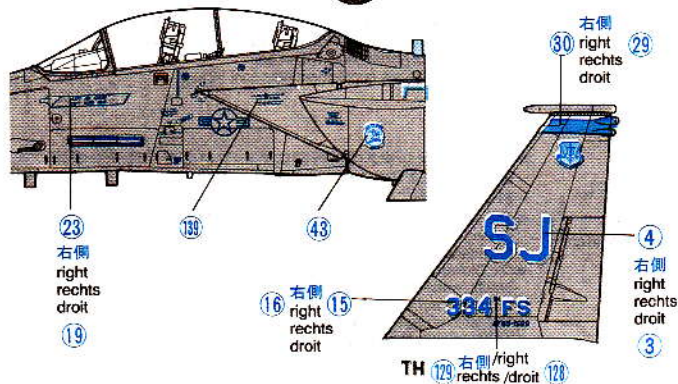 右側
30 right 29
rechts
droit
23
139
43
右側
right
rechts
droit
19
SJ
4
右側
right
rechts
droit
3
右側
16 right 15
rechts
droit
334 FS
TH 129 右側/right 128
rechts/droit